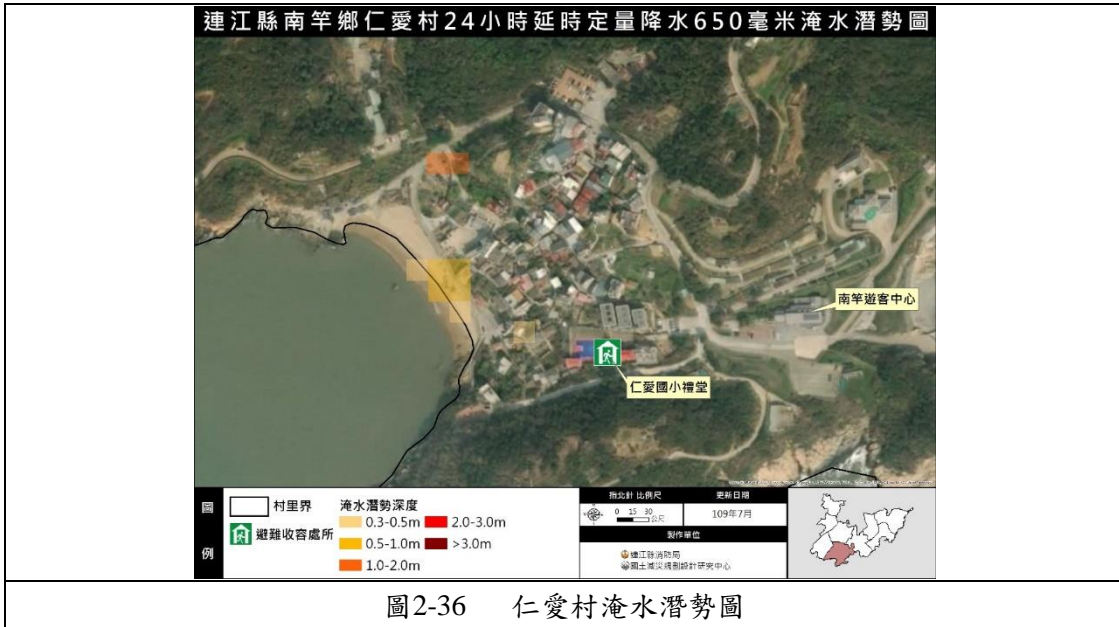 連江縣南竿鄉仁愛村24小時延時定量降水650毫米淹水潛勢圖
南竿遊客中心
仁愛國小禮堂
圖例
村里界
避難收容處所
淹水潛勢深度
0.3-0.5m
0.5-1.0m
1.0-2.0m
2.0-3.0m
>3.0m
指北針 比例尺
0 15 30
公尺
更新日期
109年7月
製作單位
連江縣消防局
國土減災規劃設計研究中心
圖2-36 仁愛村淹水潛勢圖